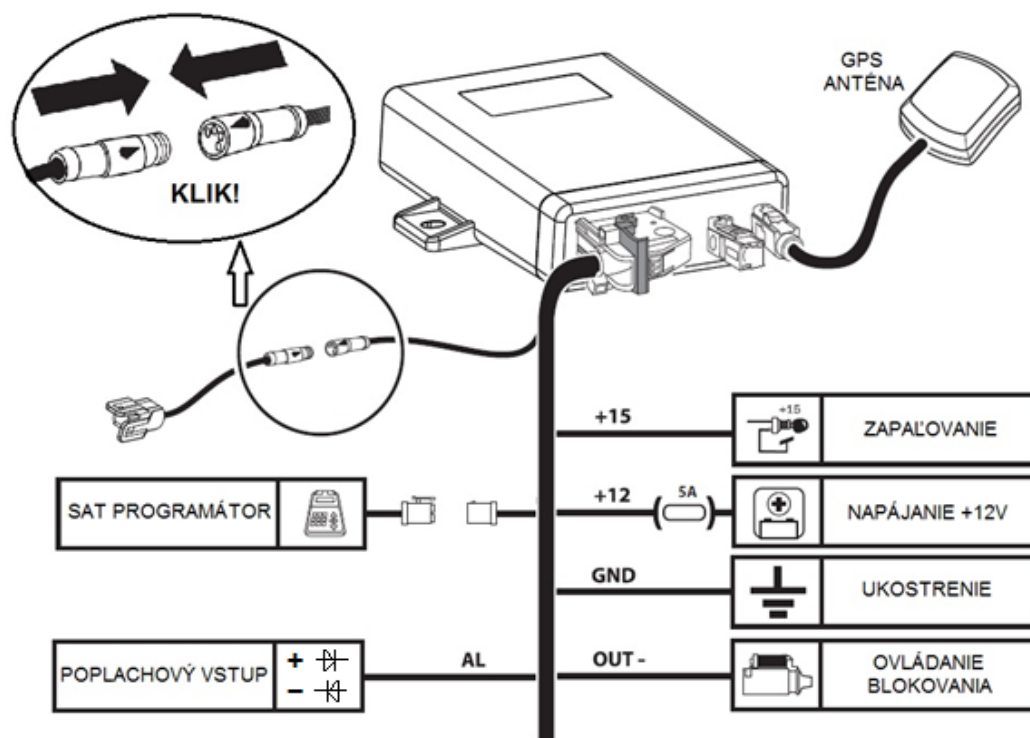 GPS
ANTÉNA
KLIK!
+15
+15
ZAPAĽOVANIE
SAT PROGRAMÁTOR
+12
5A
NAPÁJANIE +12V
GND
UKOSTRENIE
POPLACHOVÝ VSTUP
+
−
AL
OUT -
OVLÁDANIE
BLOKOVANIA